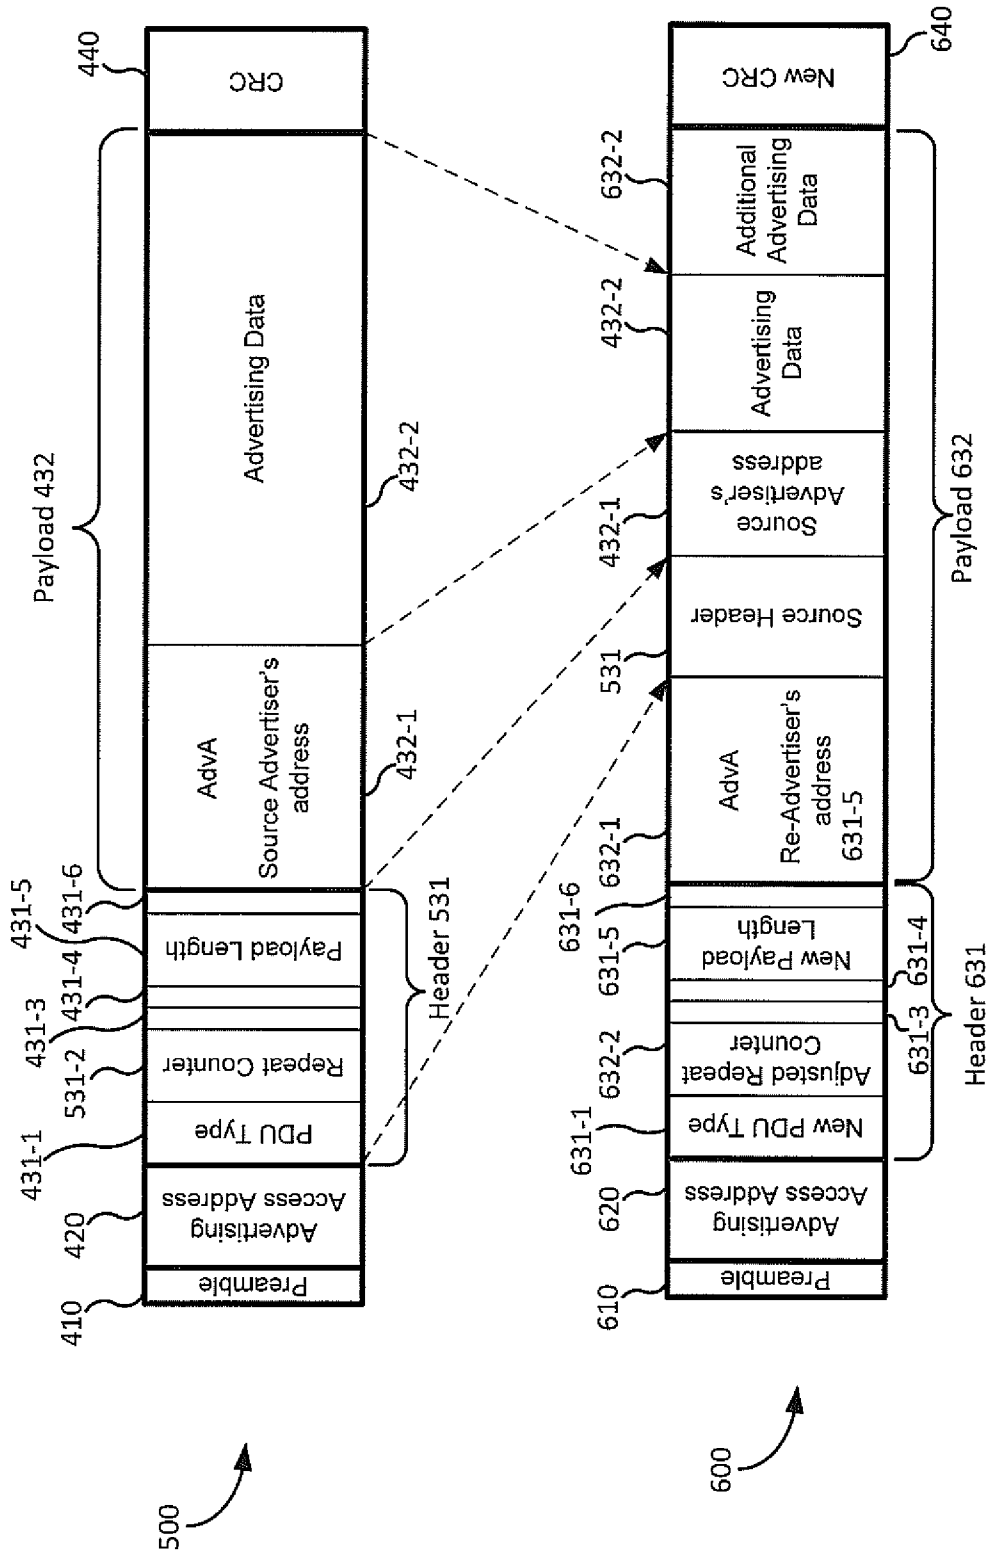 500
410
Preamble
420
Advertising
Access Address
431-1
PDU Type
531-2
Repeat Counter
431-3
431-4
431-5
Payload Length
431-6
Header 531
Payload 432
AdvA
Source Advertiser's
address
432-1
Advertising Data
432-2
440
CRC
600
610
Preamble
620
Advertising
Access Address
631-1
New PDU Type
632-2
Adjusted Repeat
Counter
631-3
631-4
631-5
New Payload
Length
631-6
Header 631
632-1
AdvA
Re-Advertiser's
address
631-5
531
Source Header
432-1
Source
Advertiser's
address
432-2
Advertising
Data
632-2
Additional
Advertising
Data
Payload 632
New CRC
640